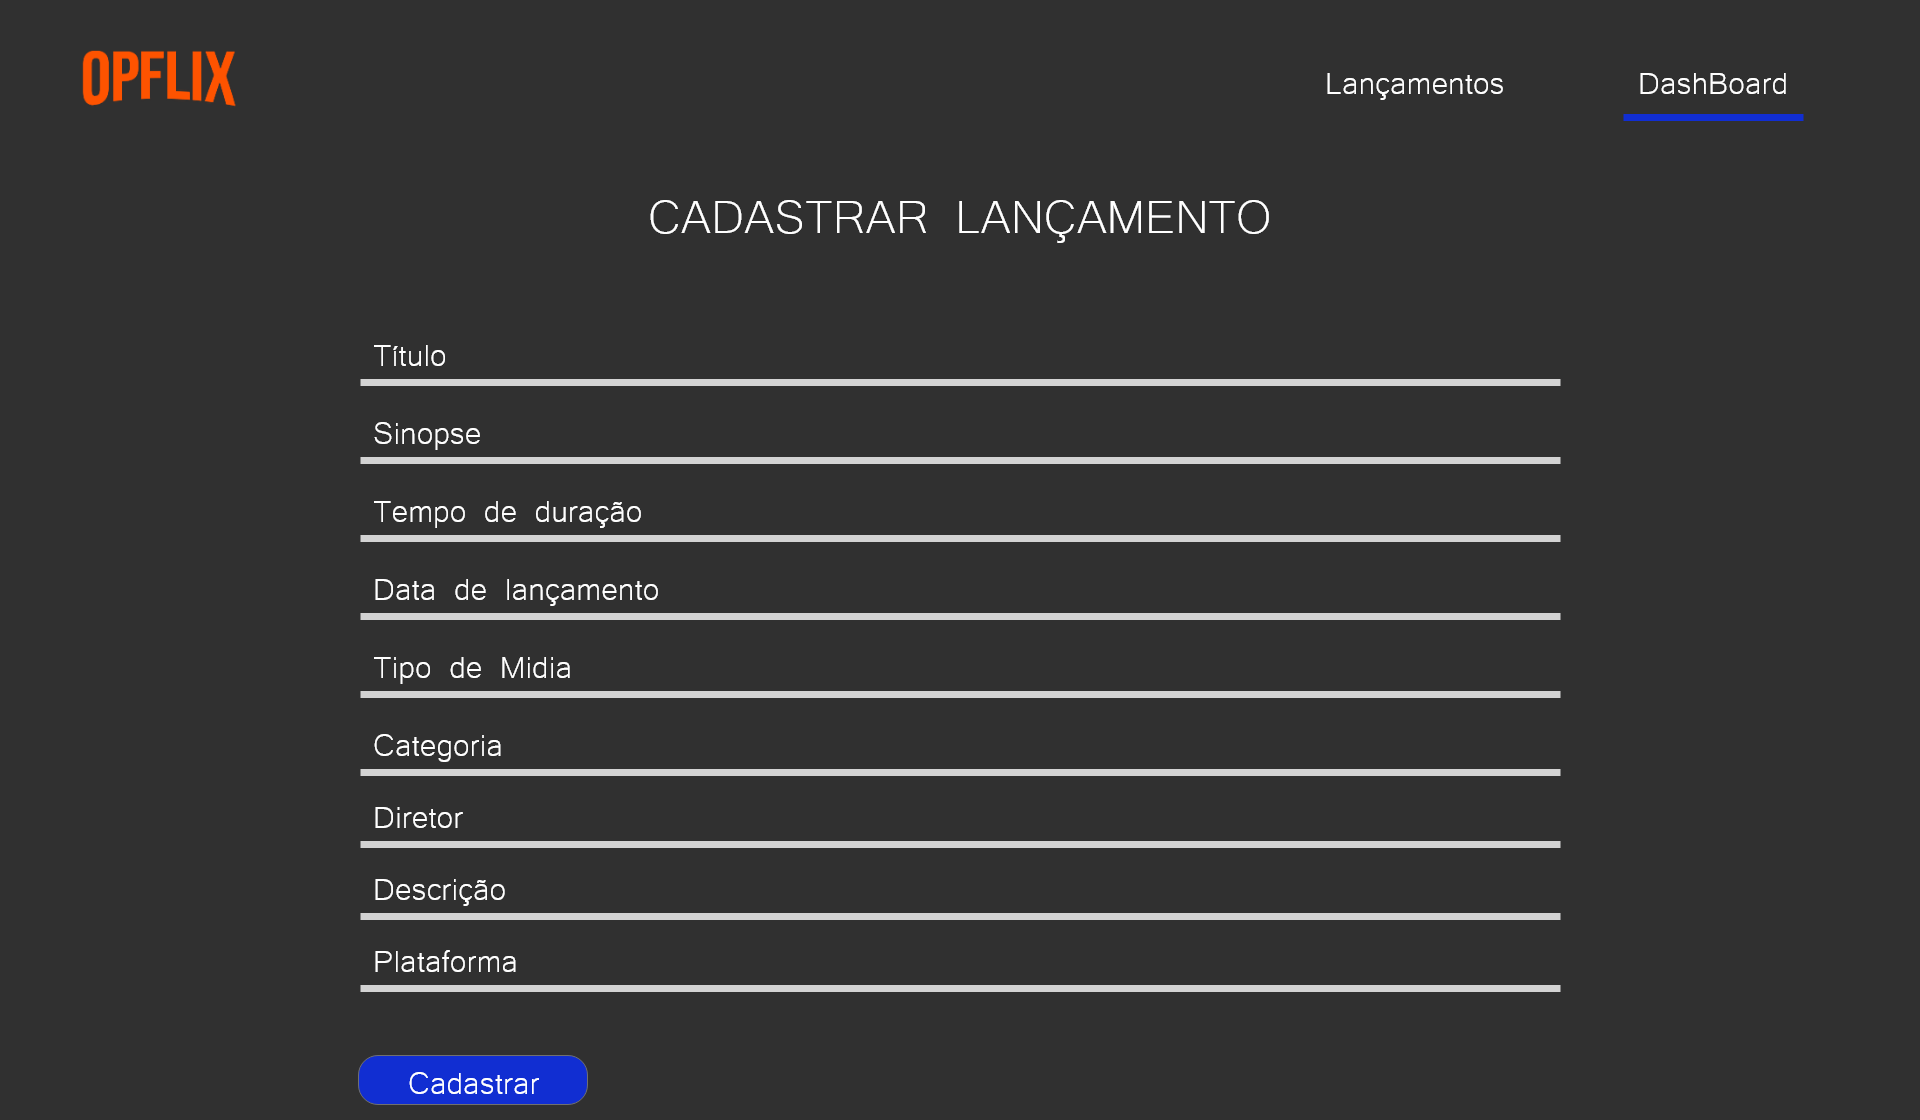 OPFLIX
Lançamentos
DashBoard
CADASTRAR LANÇAMENTO
Título
Sinopse
Tempo de duração
Data de lançamento
Tipo de Midia
Categoria
Diretor
Descrição
Plataforma
Cadastrar